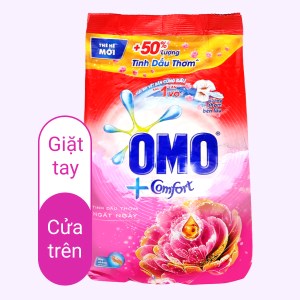 THẾ HỆ
MỚI
+50% Lượng
Tinh Dầu Thơm*
1
OMO
+ Comfort
TINH DẦU THƠM
NGÂY NGẤT
Giặt
tay
Cửa
trên